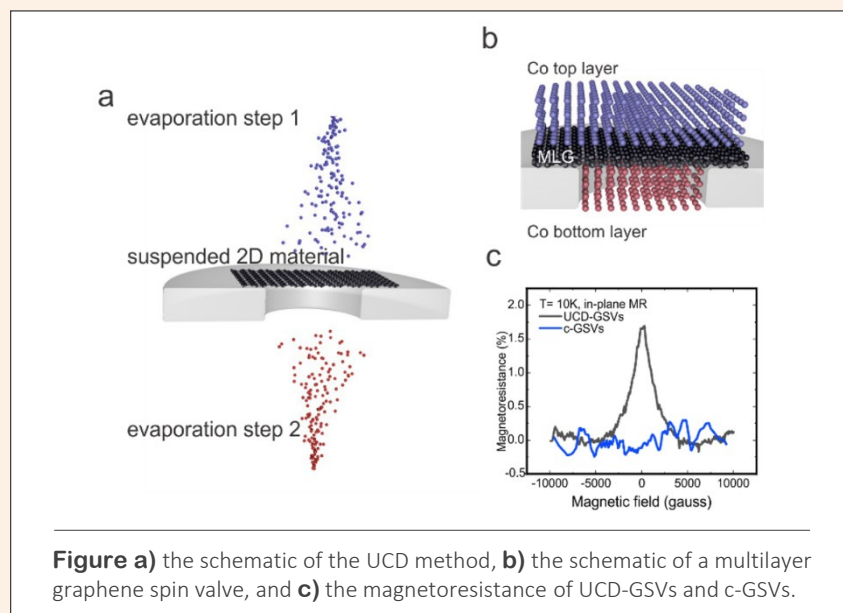 a
evaporation step 1
suspended 2D material
evaporation step 2
b
Co top layer
MLG
Co bottom layer
c
T= 10K, in-plane MR
UCD-GSVs
c-GSVs
Magnetoresistance (%)
2.0
1.5
1.0
0.5
0.0
-0.5
-10000 -5000 0 5000 10000
Magnetic field (gauss)
Figure a) the schematic of the UCD method, b) the schematic of a multilayer
graphene spin valve, and c) the magnetoresistance of UCD-GSVs and c-GSVs.